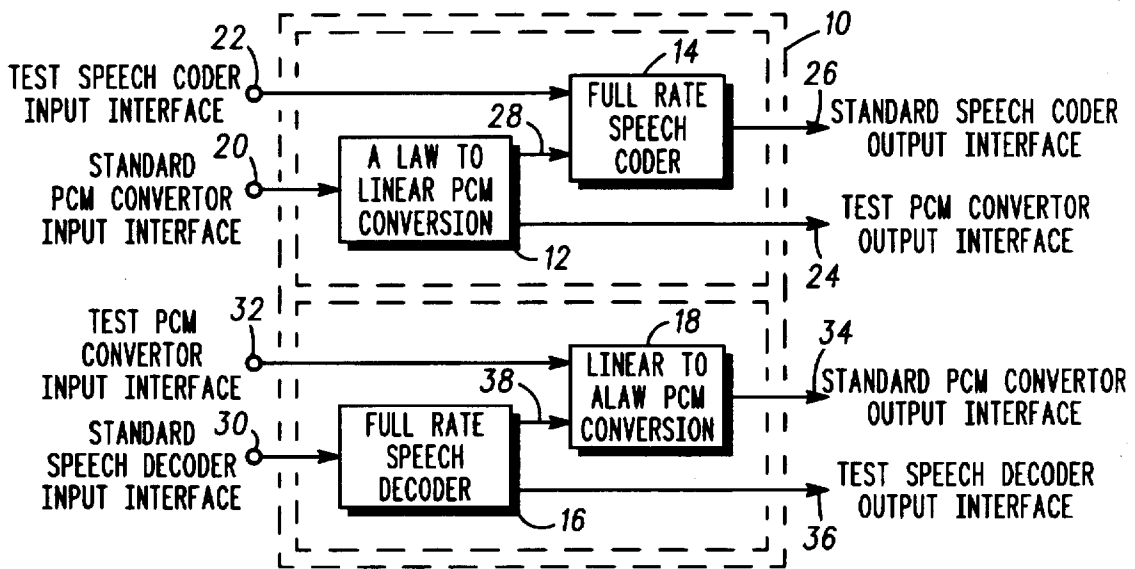 10
22
TEST SPEECH CODER
INPUT INTERFACE
14
FULL RATE
SPEECH
CODER
26
STANDARD SPEECH CODER
OUTPUT INTERFACE
28
20
STANDARD
PCM CONVERTOR
INPUT INTERFACE
A LAW TO
LINEAR PCM
CONVERSION
12
TEST PCM CONVERTOR
OUTPUT INTERFACE
24
32
TEST PCM
CONVERTOR
INPUT INTERFACE
18
LINEAR TO
ALAW PCM
CONVERSION
34
STANDARD PCM CONVERTOR
OUTPUT INTERFACE
38
30
STANDARD
SPEECH DECODER
INPUT INTERFACE
FULL RATE
SPEECH
DECODER
16
TEST SPEECH DECODER
OUTPUT INTERFACE
36